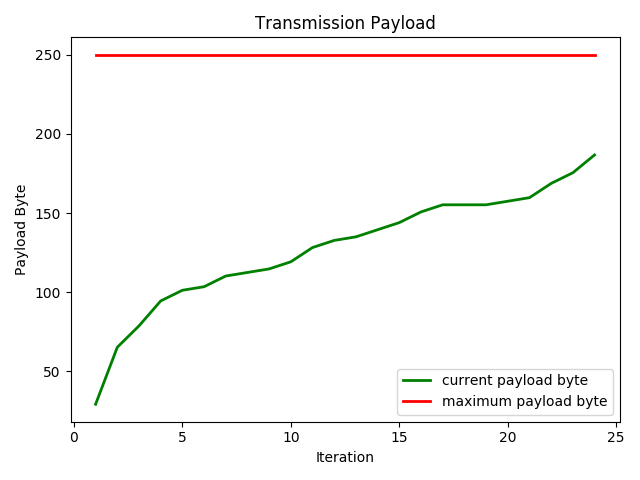 Transmission Payload
250
200
150
100
50
Payload Byte
0
5
10
15
20
25
Iteration
current payload byte
maximum payload byte